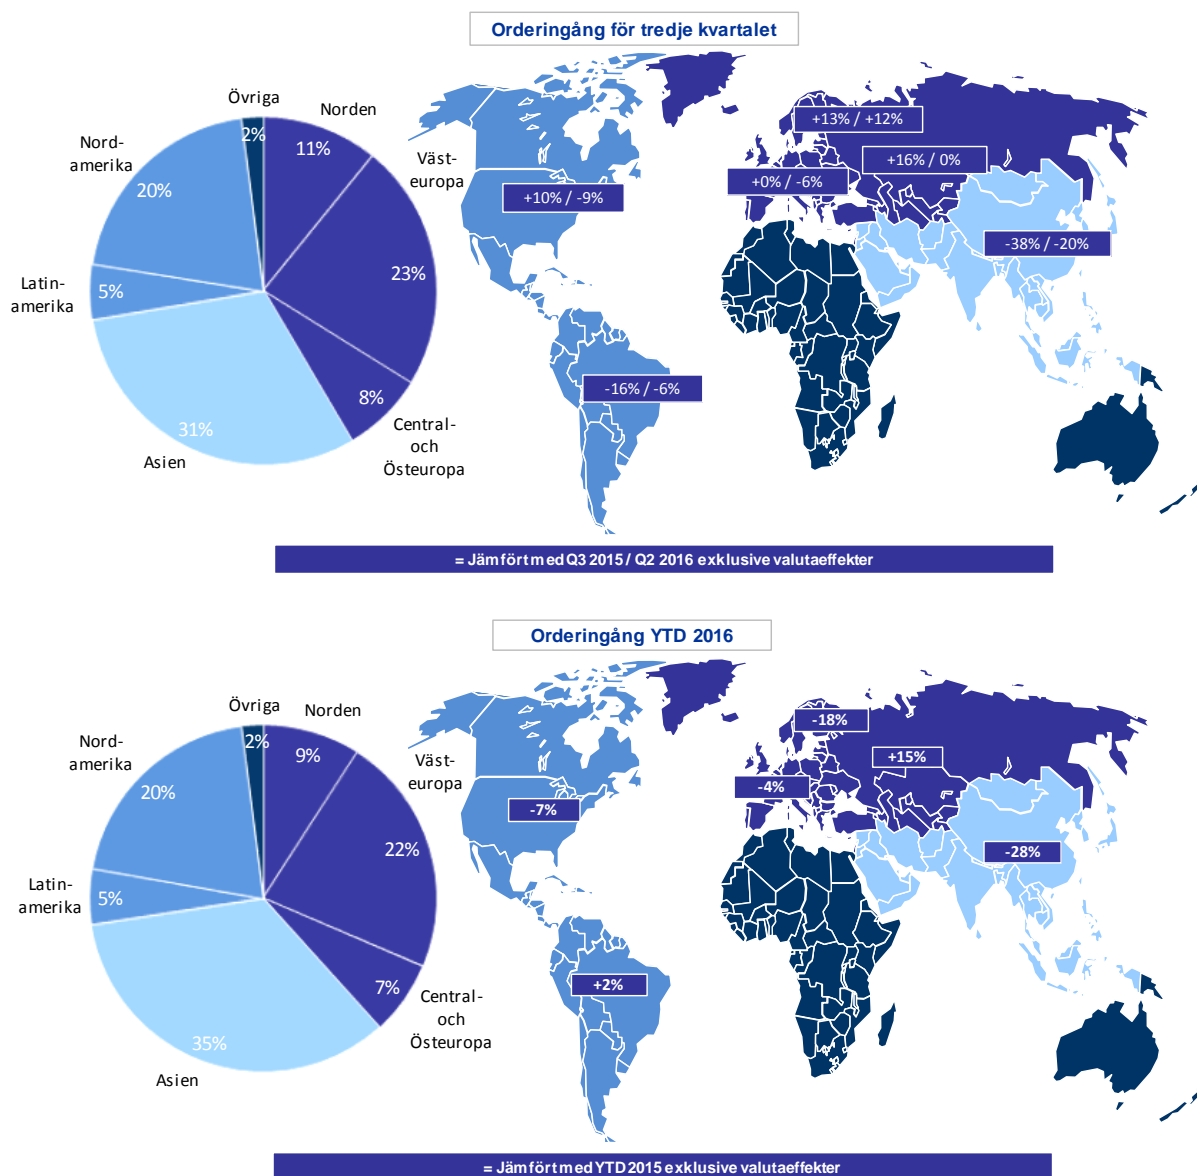 Orderingång för tredje kvartalet
Övriga
Norden
2%
11%
Nord-
amerika
20%
Väst-
europa
23%
Latin-
amerika
5%
8%
Central-
och
Östeuropa
31%
Asien
+13% / +12%
+16% / 0%
+0% / -6%
+10% / -9%
-38% / -20%
-16% / -6%
= Jämfört med Q3 2015 / Q2 2016 exklusive valutaeffekter
Orderingång YTD 2016
Övriga
Norden
2%
9%
Nord-
amerika
20%
Väst-
europa
22%
Latin-
amerika
5%
7%
Central-
och
Östeuropa
35%
Asien
-18%
+15%
-4%
-7%
-28%
+2%
= Jämfört med YTD 2015 exklusive valutaeffekter